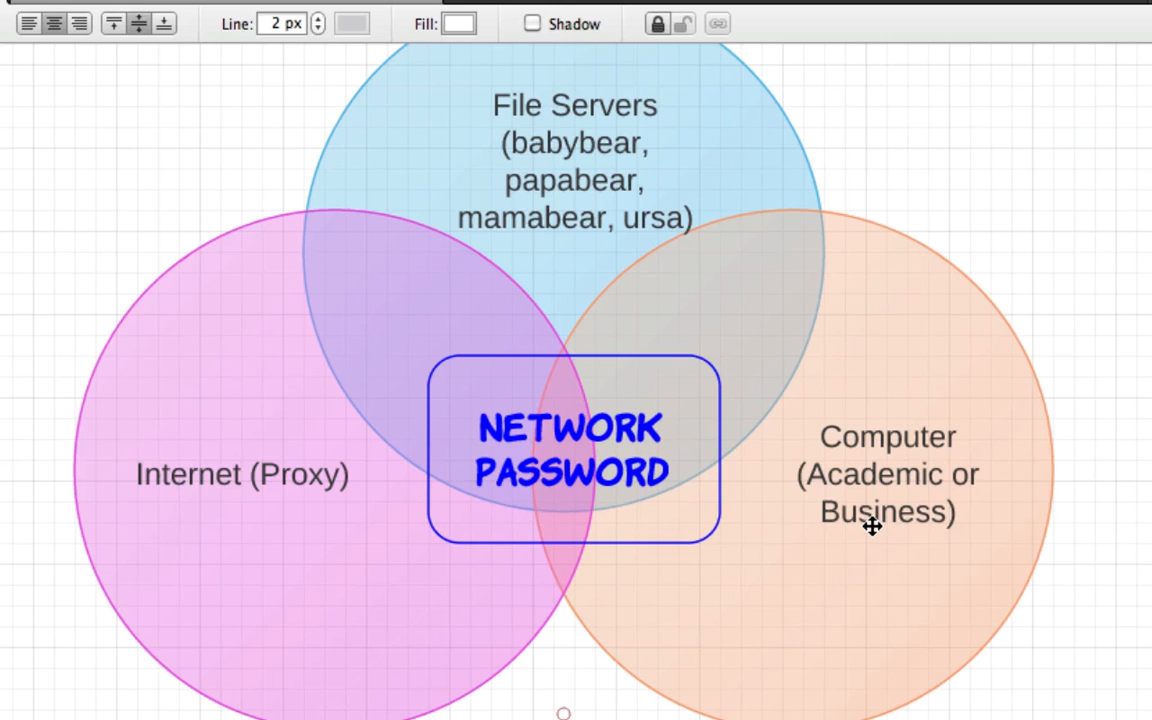 Line: 2 px Fill: Shadow
File Servers
(babybear,
papabear,
mamabear, ursa)
NETWORK
PASSWORD
Internet (Proxy)
Computer
(Academic or
Business)